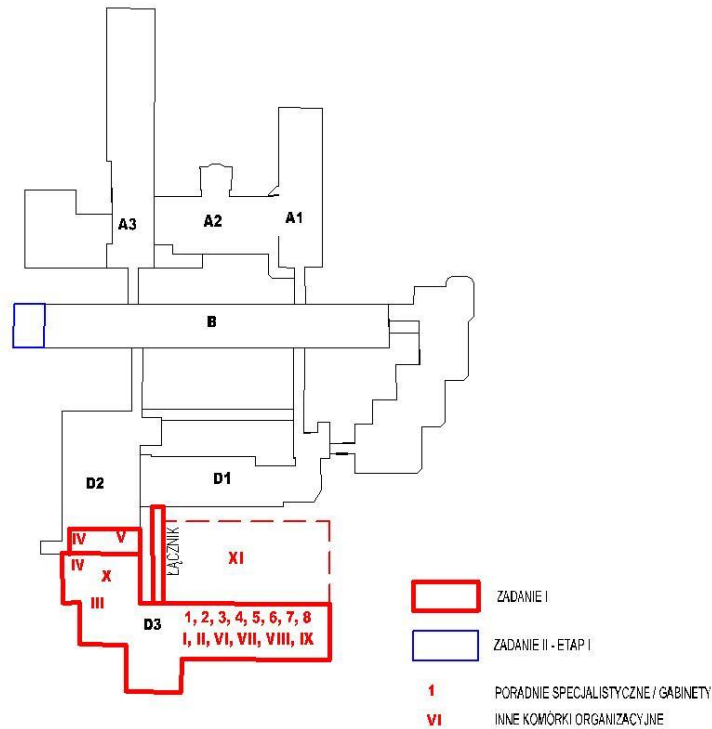 A3
A2
A1
B
D2
D1
IV
V
ŁĄCZNIK
XI
IV
X
III
D3
1, 2, 3, 4, 5, 6, 7, 8
I, II, VI, VII, VIII, IX
ZADANIE I
ZADANIE II - ETAP I
1 PORADNIE SPECJALISTYCZNE / GABINETY
VI INNE KOMÓRKI ORGANIZACYJNE